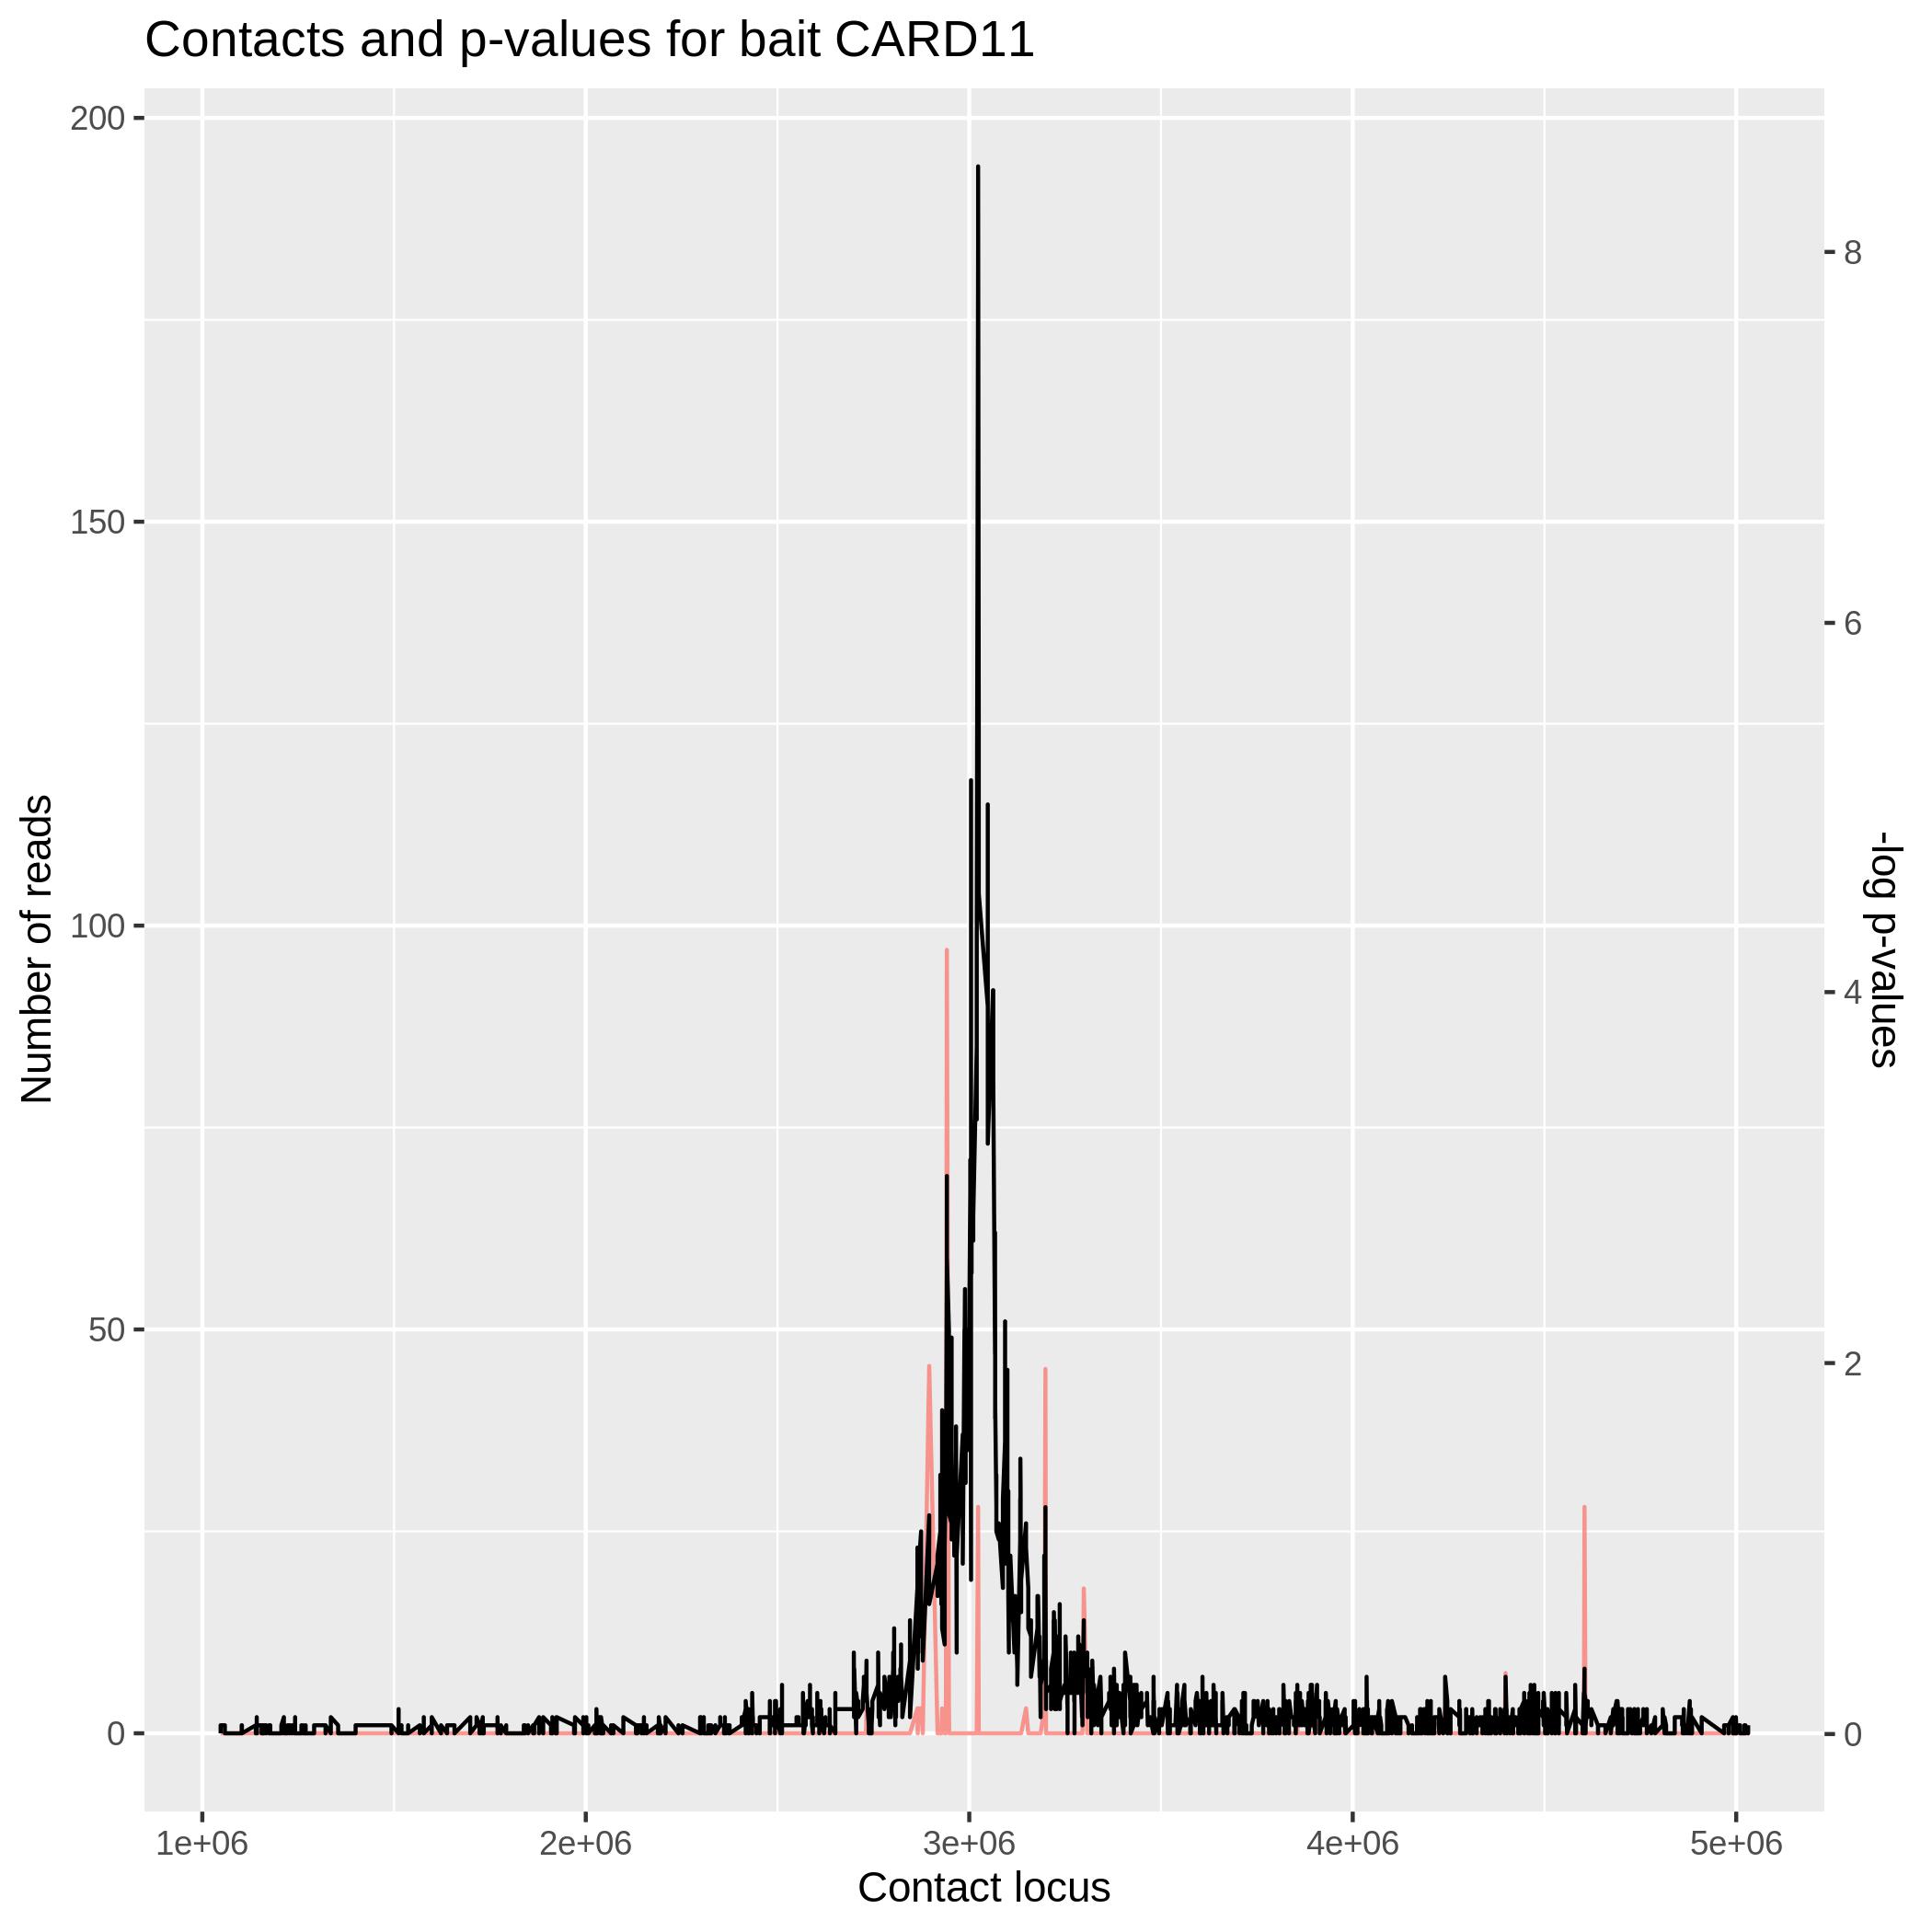 Contacts and p-values for bait CARD11
200
150
100
50
0
Number of reads
8
6
4
2
0
-log p-values
1e+06
2e+06
3e+06
4e+06
5e+06
Contact locus